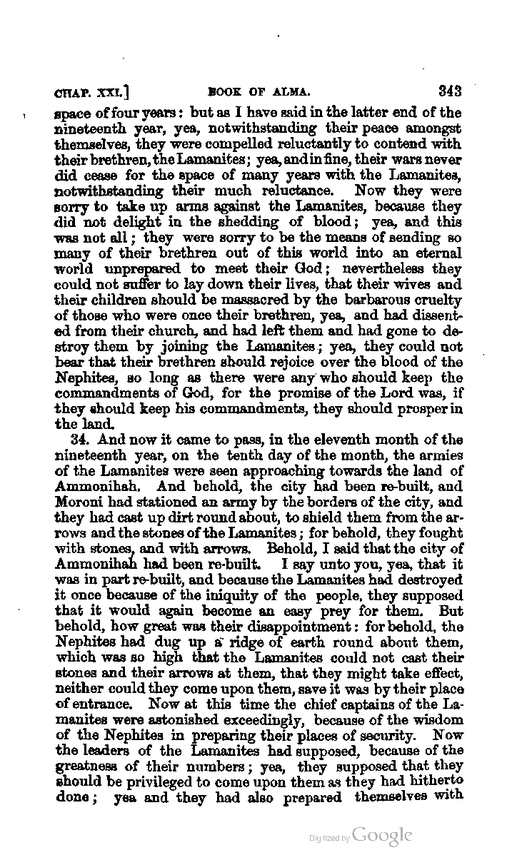 CHAP. XXI.] BOOK OF ALMA. 343
space of four years: but as I have said in the latter end of the
nineteenth year, yea, notwithstanding their peace amongst
themselves, they were compelled reluctantly to contend with
their brethren, the Lamanites; yea, and in fine, their wars never
did cease for the space of many years with the Lamanites,
notwithstanding their much reluctance. Now they were
sorry to take up arms against the Lamanites, because they
did not delight in the shedding of blood; yea, and this
was not all; they were sorry to be the means of sending so
many of their brethren out of this world into an eternal
world unprepared to meet their God; nevertheless they
could not suffer to lay down their lives, that their wives and
their children should be massacred by the barbarous cruelty
of those who were once their brethren, yea, and had dissent-
ed from their church, and had left them and had gone to de-
stroy them by joining the Lamanites; yea, they could not
bear that their brethren should rejoice over the blood of the
Nephites, so long as there were any who should keep the
commandments of God, for the promise of the Lord was, if
they should keep his commandments, they should prosper in
the land.
34. And now it came to pass, in the eleventh month of the
nineteenth year, on the tenth day of the month, the armies
of the Lamanites were seen approaching towards the land of
Ammonihah. And behold, the city had been re-built, and
Moroni had stationed an army by the borders of the city, and
they had cast up dirt round about, to shield them from the ar-
rows and the stones of the Lamanites; for behold, they fought
with stones, and with arrows. Behold, I said that the city of
Ammonihah had been re-built. I say unto you, yea, that it
was in part re-built, and because the Lamanites had destroyed
it once because of the iniquity of the people, they supposed
that it would again become an easy prey for them. But
behold, how great was their disappointment: for behold, the
Nephites had dug up a ridge of earth round about them,
which was so high that the Lamanites could not cast their
stones and their arrows at them, that they might take effect,
neither could they come upon them, save it was by their place
of entrance. Now at this time the chief captains of the La-
manites were astonished exceedingly, because of the wisdom
of the Nephites in preparing their places of security. Now
the leaders of the Lamanites had supposed, because of the
greatness of their numbers; yea, they supposed that they
should be privileged to come upon them as they had hitherto
done; yea and they had also prepared themselves with
Digitized by Google